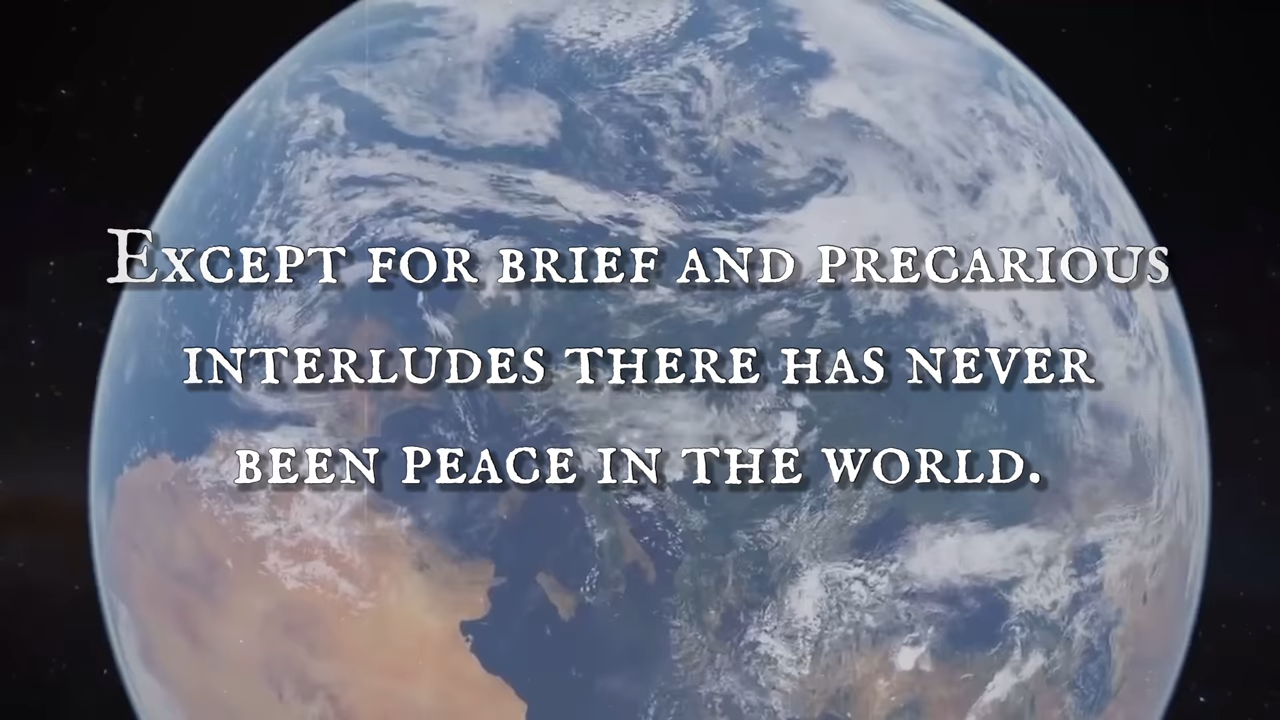 Except for brief and precarious
interludes there has never
been peace in the world.